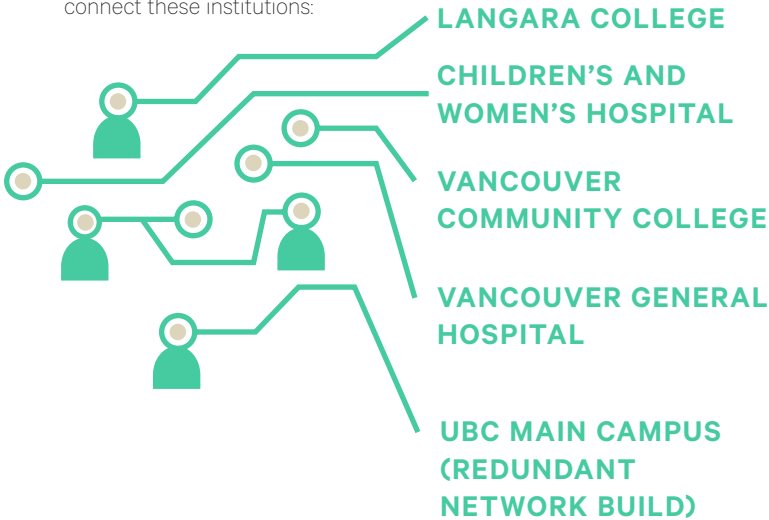 connect these institutions:
LANGARA COLLEGE
CHILDREN'S AND
WOMEN'S HOSPITAL
VANCOUVER
COMMUNITY COLLEGE
VANCOUVER GENERAL
HOSPITAL
UBC MAIN CAMPUS
(REDUNDANT
NETWORK BUILD)